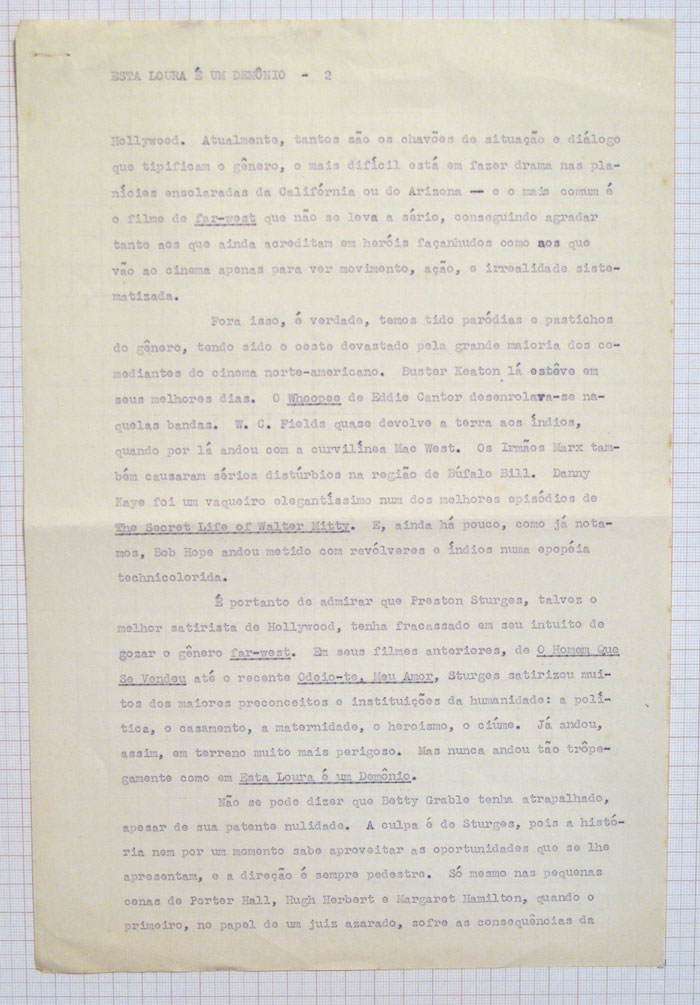 ESTA LOURA É UM DEMÔNIO - 2
Hollywood. Atualmente, tantos são os chavões de situação e diálogo
que tipificam o gênero, o mais difícil está em fazer drama nas pla-
nícies ensolaradas da Califórnia ou do Arizona — e o mais comum é
o filme de far-west que não se leva a sério, conseguindo agradar
tanto aos que ainda acreditam em heróis façanhudos como aos que
vão ao cinema apenas para ver movimento, ação, e irrealidade siste-
matizada.
Fora isso, é verdade, temos tido paródias e pastichos
do gênero, tendo sido o oeste devastado pela grande maioria dos co-
mediantes do cinema norte-americano. Buster Keaton lá estêve em
seus melhores dias. O Whoopee de Eddie Cantor desenrolava-se na-
quelas bandas. W. C. Fields quase devolve a terra aos índios,
quando por lá andou com a curvilínea Mae West. Os Irmãos Marx tam-
bém causaram sérios distúrbios na região de Búfalo Bill. Danny
Kaye foi um vaqueiro elegantíssimo num dos melhores episódios de
The Secret Life of Walter Mitty. E, ainda há pouco, como já nota-
mos, Bob Hope andou metido com revólveres e índios numa epopéia
technicolorida.
É portanto de admirar que Preston Sturges, talvez o
melhor satirista de Hollywood, tenha fracassado em seu intuito de
gozar o gênero far-west. Em seus filmes anteriores, de O Homem Que
Se Vendeu até o recente Odeio-te, Meu Amor, Sturges satirizou mui-
tos dos maiores preconceitos e instituições da humanidade: a polí-
tica, o casamento, a maternidade, o heroísmo, o ciúme. Já andou,
assim, em terreno muito mais perigoso. Mas nunca andou tão trôpe-
gamente como em Esta Loura é um Demônio.
Não se pode dizer que Betty Grable tenha atrapalhado,
apesar de sua patente nulidade. A culpa é de Sturges, pois a histó-
ria nem por um momento sabe aproveitar as oportunidades que se lhe
apresentam, e a direção é sempre pedestre. Só mesmo nas pequenas
cenas de Porter Hall, Hugh Herbert e Margaret Hamilton, quando o
primeiro, no papel de um juiz azarado, sofre as consequências da